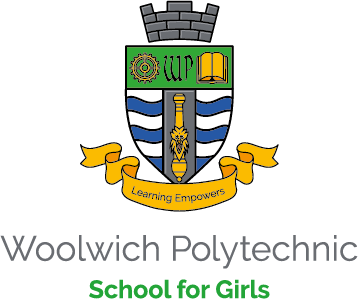 WP
Learning Empowers
Woolwich Polytechnic
School for Girls